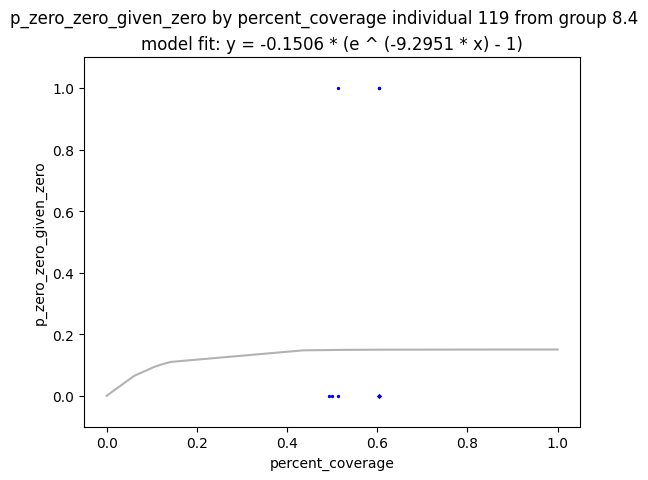 p_zero_zero_given_zero by percent_coverage individual 119 from group 8.4
model fit: y = -0.1506 * (e ^ (-9.2951 * x) - 1)
1.0
0.8
0.6
0.4
0.2
0.0
p_zero_zero_given_zero
0.0 0.2 0.4 0.6 0.8 1.0
percent_coverage